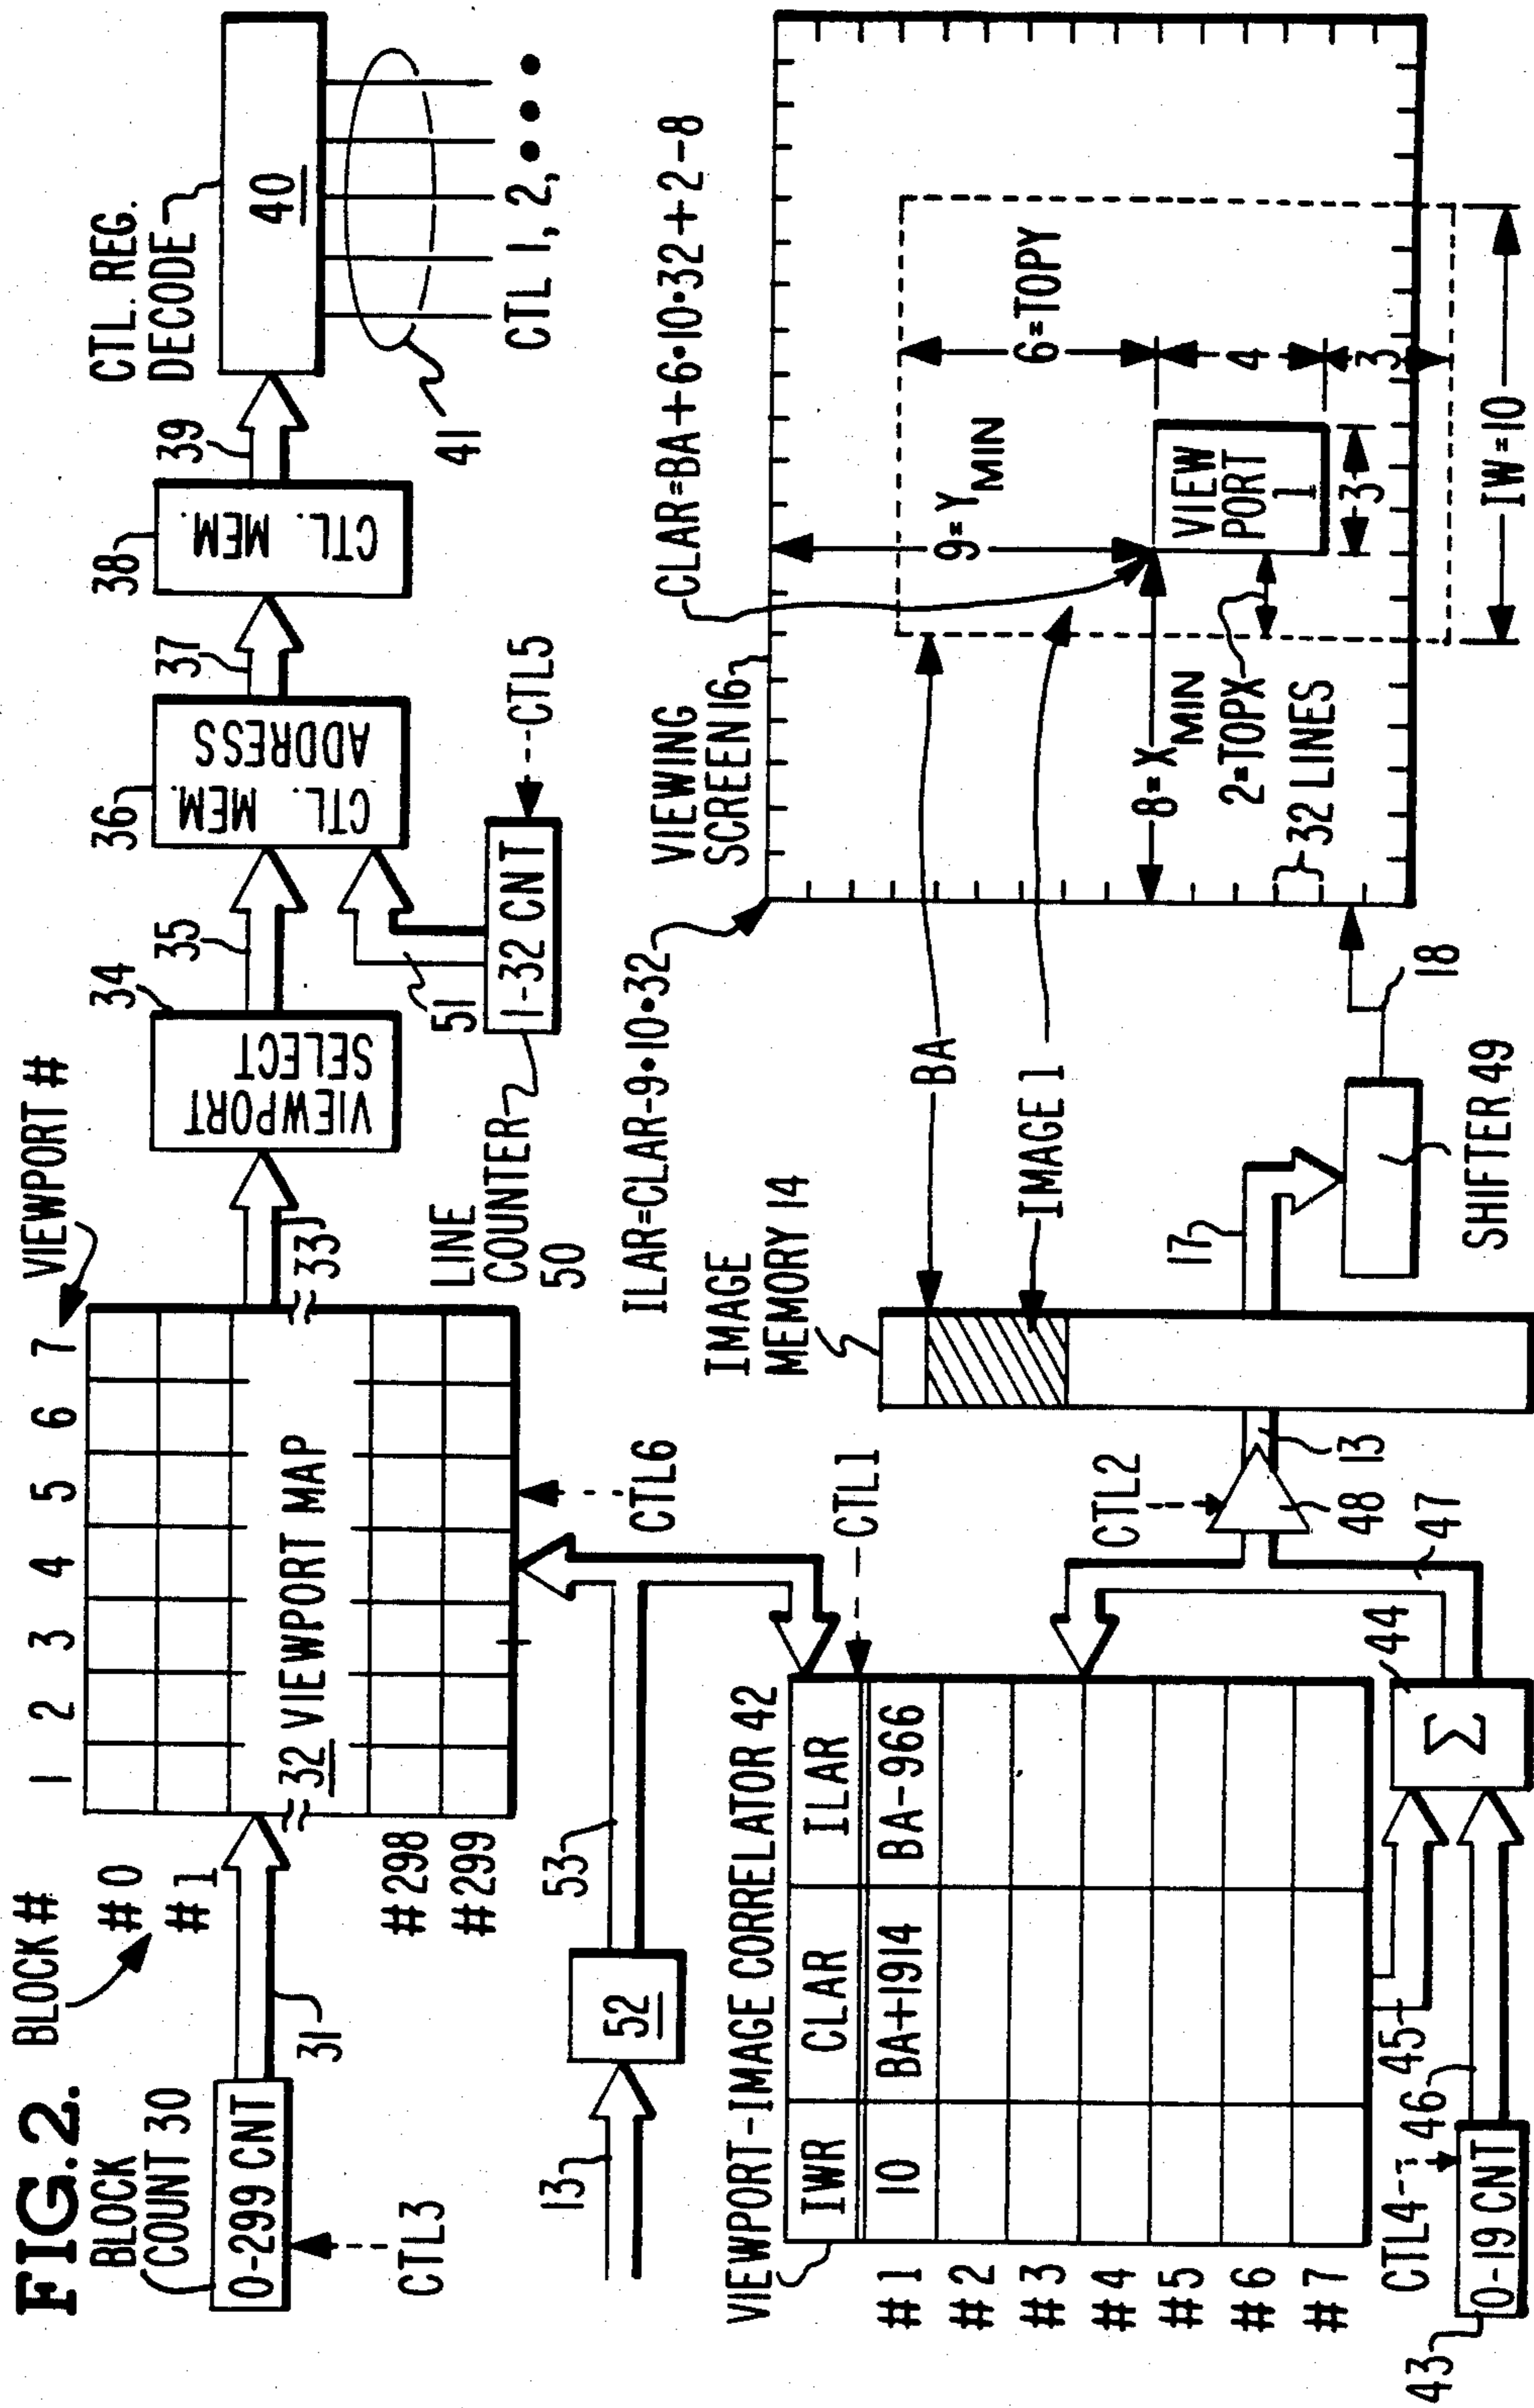 FIG.2.
BLOCK #
# 0
# 1
# 298
# 299
VIEWPORT #
1 2 3 4 5 6 7
32 VIEWPORT MAP
BLOCK
COUNT 30
0-299 CNT
CTL3
31
33
VIEWPORT
SELECT
34
35
CTL. MEM.
ADDRESS
36
37
CTL.
MEM.
38
39
CTL. REG.
DECODE
40
41
CTL 1, 2, •••
51
1-32 CNT
CTL5
LINE
COUNTER
50
13
52
53
CTL6
VIEWPORT-IMAGE CORRELATOR 42
IWR CLAR ILAR
10 BA+1914 BA-966
# 1
# 2
# 3
# 4
# 5
# 6
# 7
CTL1
CTL2
CTL4
43
0-19 CNT
45
46
Σ
44
47
48
13
IMAGE
MEMORY 14
17
SHIFTER 49
18
BA
IMAGE 1
ILAR=CLAR-9•10•32
VIEWING
SCREEN 16
CLAR=BA+6•10•32+2-8
9=YMIN
8=XMIN
2=TOPX
32 LINES
6=TOPY
4
3
VIEW
PORT
1
3
IW=10